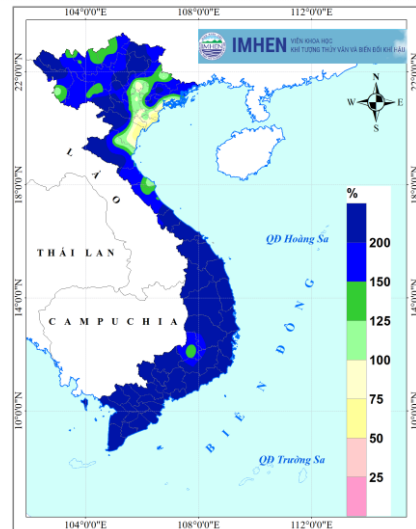 104°0'0"E 108°0'0"E 112°0'0"E
IMHEN VIỆN KHOA HỌC
KHÍ TƯỢNG THỦY VĂN VÀ BIẾN ĐỔI KHÍ HẬU
22°0'0"N
N
W E
S
LÀO
18°0'0"N
%
200
150
125
100
75
50
25
QĐ Hoàng Sa
THÁI LAN
14°0'0"N
CAMPUCHIA
BIỂN ĐÔNG
10°0'0"N
QĐ Trường Sa
104°0'0"E 108°0'0"E 112°0'0"E